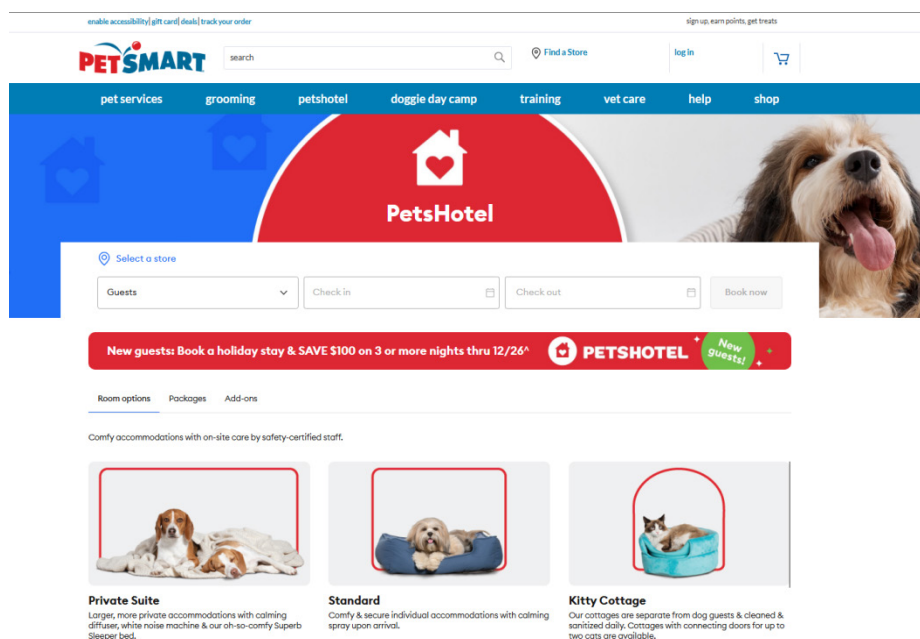 enable accessibility| gift card| deals| track your order
sign up, earn points, get treats
PETSMART
search
Find a Store
log in
pet services grooming petshotel doggie day camp training vet care help shop
PetsHotel
Select a store
Guests
Check in
Check out
Book now
New guests: Book a holiday stay & SAVE $100 on 3 or more nights thru 12/26^
PETSHOTEL
New
guests!
Room options Packages Add-ons
Comfy accommodations with on-site care by safety-certified staff.
Private Suite
Larger, more private accommodations with calming
diffuser, white noise machine & our oh-so-comfy Superb
Sleeper bed.
Standard
Comfy & secure individual accommodations with calming
spray upon arrival.
Kitty Cottage
Our cottages are separate from dog guests & cleaned &
sanitized daily. Cottages with connecting doors for up to
two cats are available.